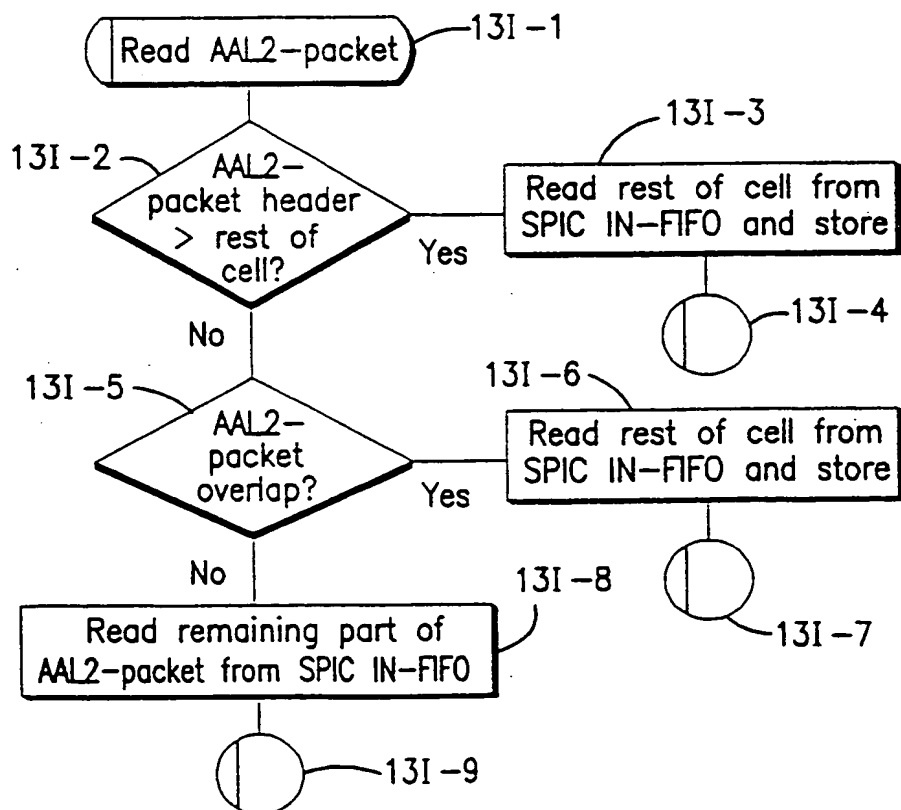 Read AAL2-packet
13I-1
13I-2
AAL2-
packet header
> rest of
cell?
Yes
No
13I-3
Read rest of cell from
SPIC IN-FIFO and store
13I-4
13I-5
AAL2-
packet
overlap?
Yes
No
13I-6
Read rest of cell from
SPIC IN-FIFO and store
13I-7
13I-8
Read remaining part of
AAL2-packet from SPIC IN-FIFO
13I-9